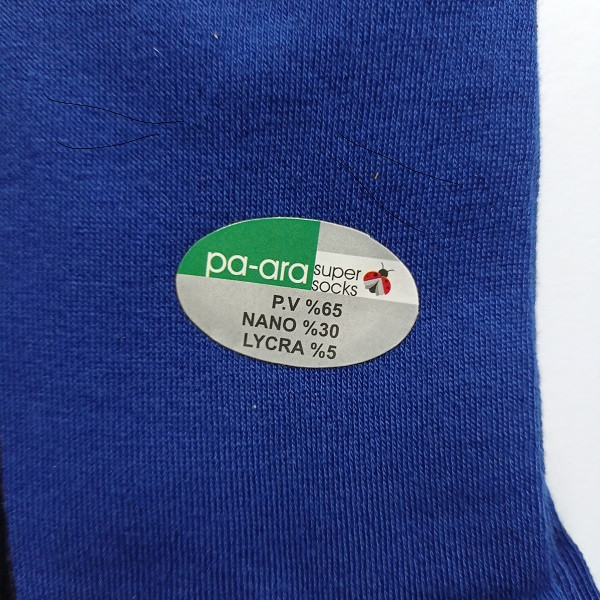 pa-ara super
socks
P.V %65
NANO %30
LYCRA %5